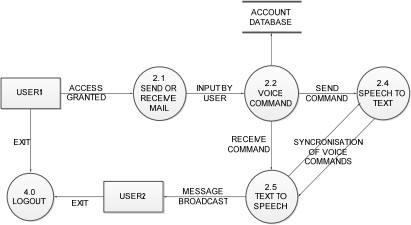 ACCOUNT
DATABASE
USER1
ACCESS
GRANTED
2.1
SEND OR
RECEIVE
MAIL
INPUT BY
USER
2.2
VOICE
COMMAND
SEND
COMMAND
2.4
SPEECH TO
TEXT
EXIT
RECEIVE
COMMAND
SYNCRONISATION
OF VOICE
COMMANDS
4.0
LOGOUT
EXIT
USER2
MESSAGE
BROADCAST
2.5
TEXT TO
SPEECH